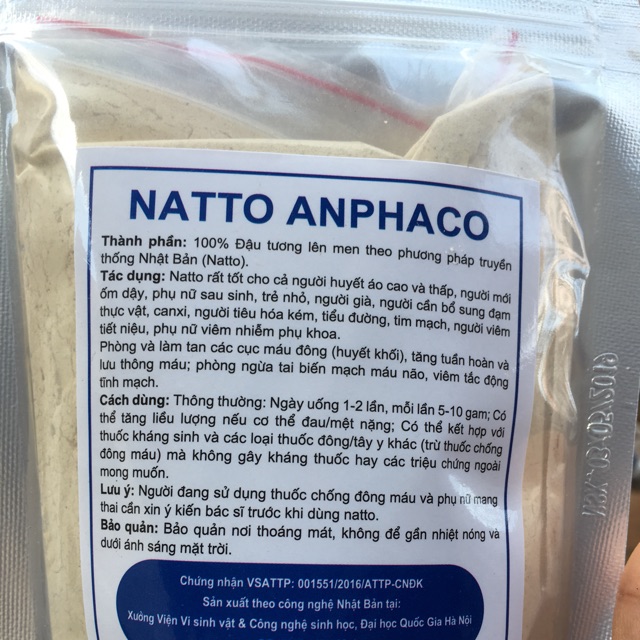 NATTO ANPHACO
Thành phần: 100% Đậu tương lên men theo phương pháp truyền
thống Nhật Bản (Natto).
Tác dụng: Natto rất tốt cho cả người huyết áo cao và thấp, người mới
ốm dậy, phụ nữ sau sinh, trẻ nhỏ, người già, người cần bổ sung đạm
thực vật, canxi, người tiêu hóa kém, tiểu đường, tim mạch, người viêm
tiết niệu, phụ nữ viêm nhiễm phụ khoa.
Phòng và làm tan các cục máu đông (huyết khối), tăng tuần hoàn và
lưu thông máu; phòng ngừa tai biến mạch máu não, viêm tắc động
tĩnh mạch.
Cách dùng: Thông thường: Ngày uống 1-2 lần, mỗi lần 5-10 gam; Có
thể tăng liều lượng nếu cơ thể đau/mệt nặng; Có thể kết hợp với
thuốc kháng sinh và các loại thuốc đông/tây y khác (trừ thuốc chống
đông máu) mà không gây kháng thuốc hay các triệu chứng ngoài
mong muốn.
Lưu ý: Người đang sử dụng thuốc chống đông máu và phụ nữ mang
thai cần xin ý kiến bác sĩ trước khi dùng natto.
Bảo quản: Bảo quản nơi thoáng mát, không để gần nhiệt nóng và
dưới ánh sáng mặt trời.
Chứng nhận VSATTP: 001551/2016/ATTP-CNĐK
Sản xuất theo công nghệ Nhật Bản tại:
Xưởng Viện Vi sinh vật & Công nghệ sinh học, Đại học Quốc Gia Hà Nội